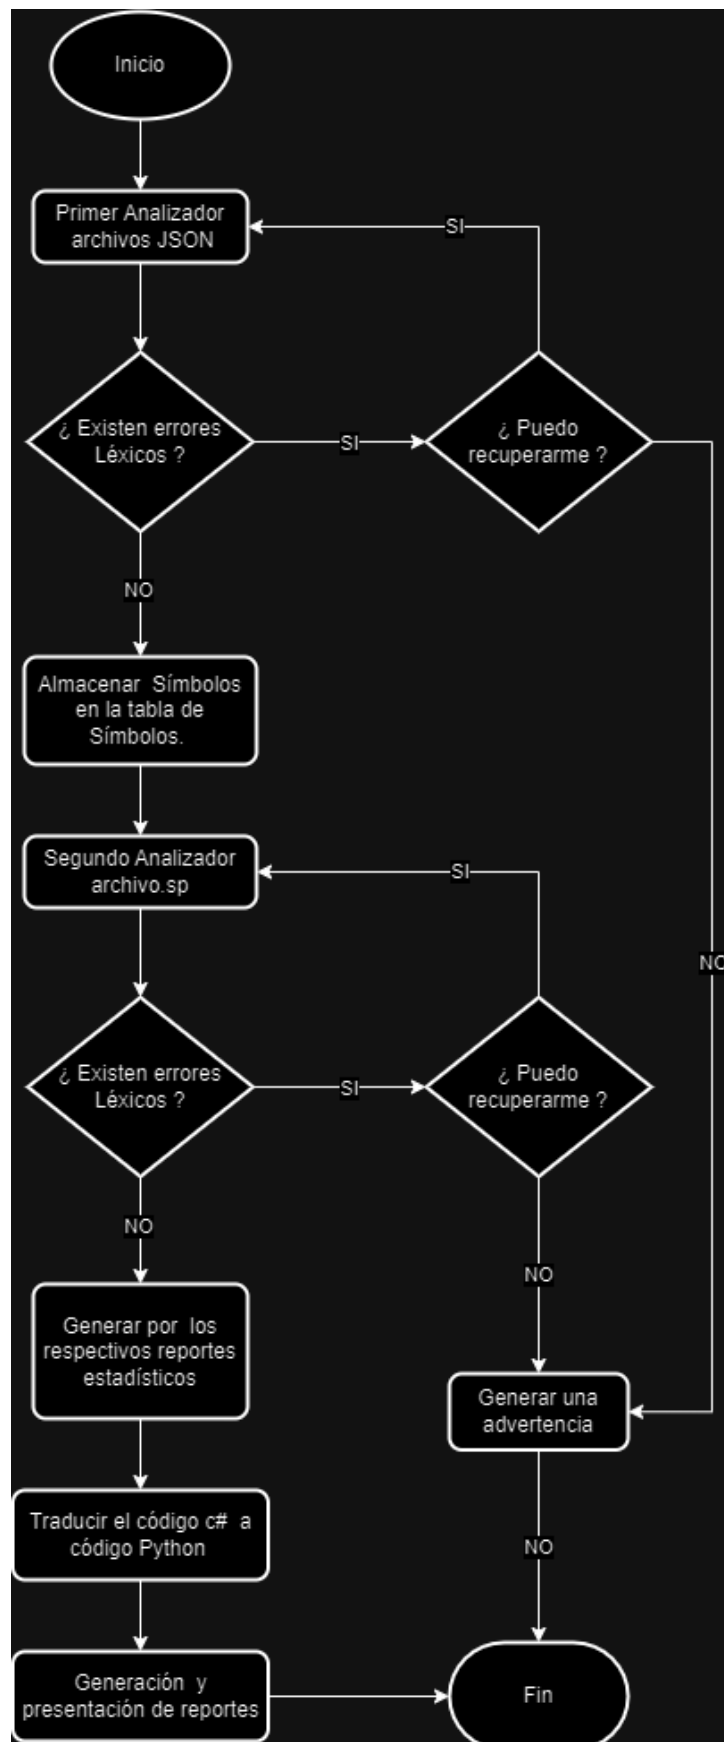 Inicio
Primer Analizador
archivos JSON
SI
¿ Existen errores
Léxicos ?
SI
¿ Puedo
recuperarme ?
NO
Almacenar Símbolos
en la tabla de
Símbolos.
Segundo Analizador
archivo.sp
SI
NO
¿ Existen errores
Léxicos ?
SI
¿ Puedo
recuperarme ?
NO
NO
Generar por los
respectivos reportes
estadísticos
Generar una
advertencia
Traducir el código c# a
código Python
NO
Generación y
presentación de reportes
Fin